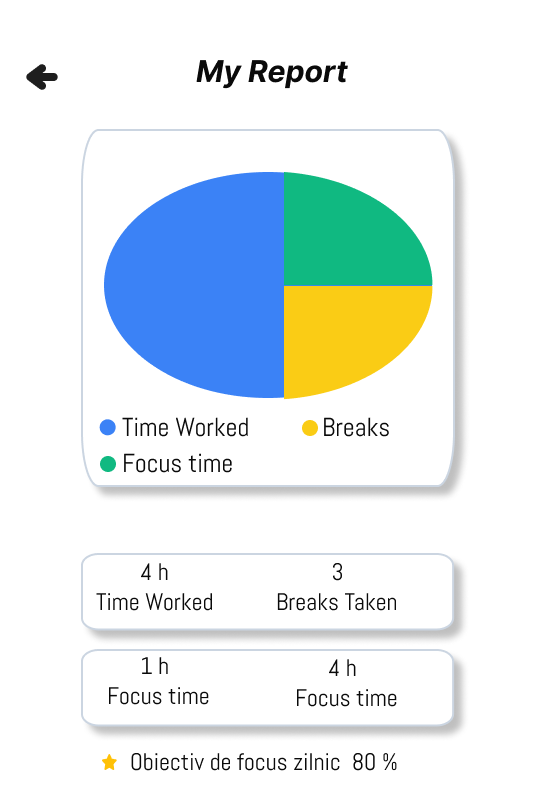 My Report
Time Worked
Breaks
Focus time
4 h
3
Time Worked
Breaks Taken
1 h
4 h
Focus time
Focus time
Obiectiv de focus zilnic 80 %